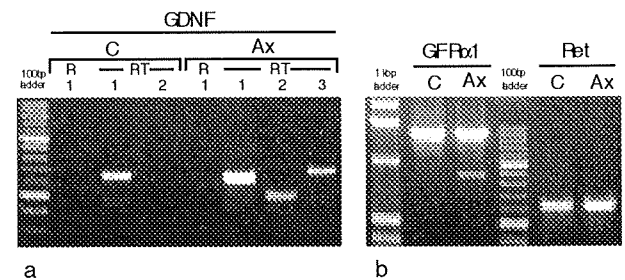 GDNF
C Ax
100bp ladder R RT R RT
1 1 2 1 1 2 3
a
GFRα1 Ret
1 kbp ladder C Ax 100bp ladder C Ax
b